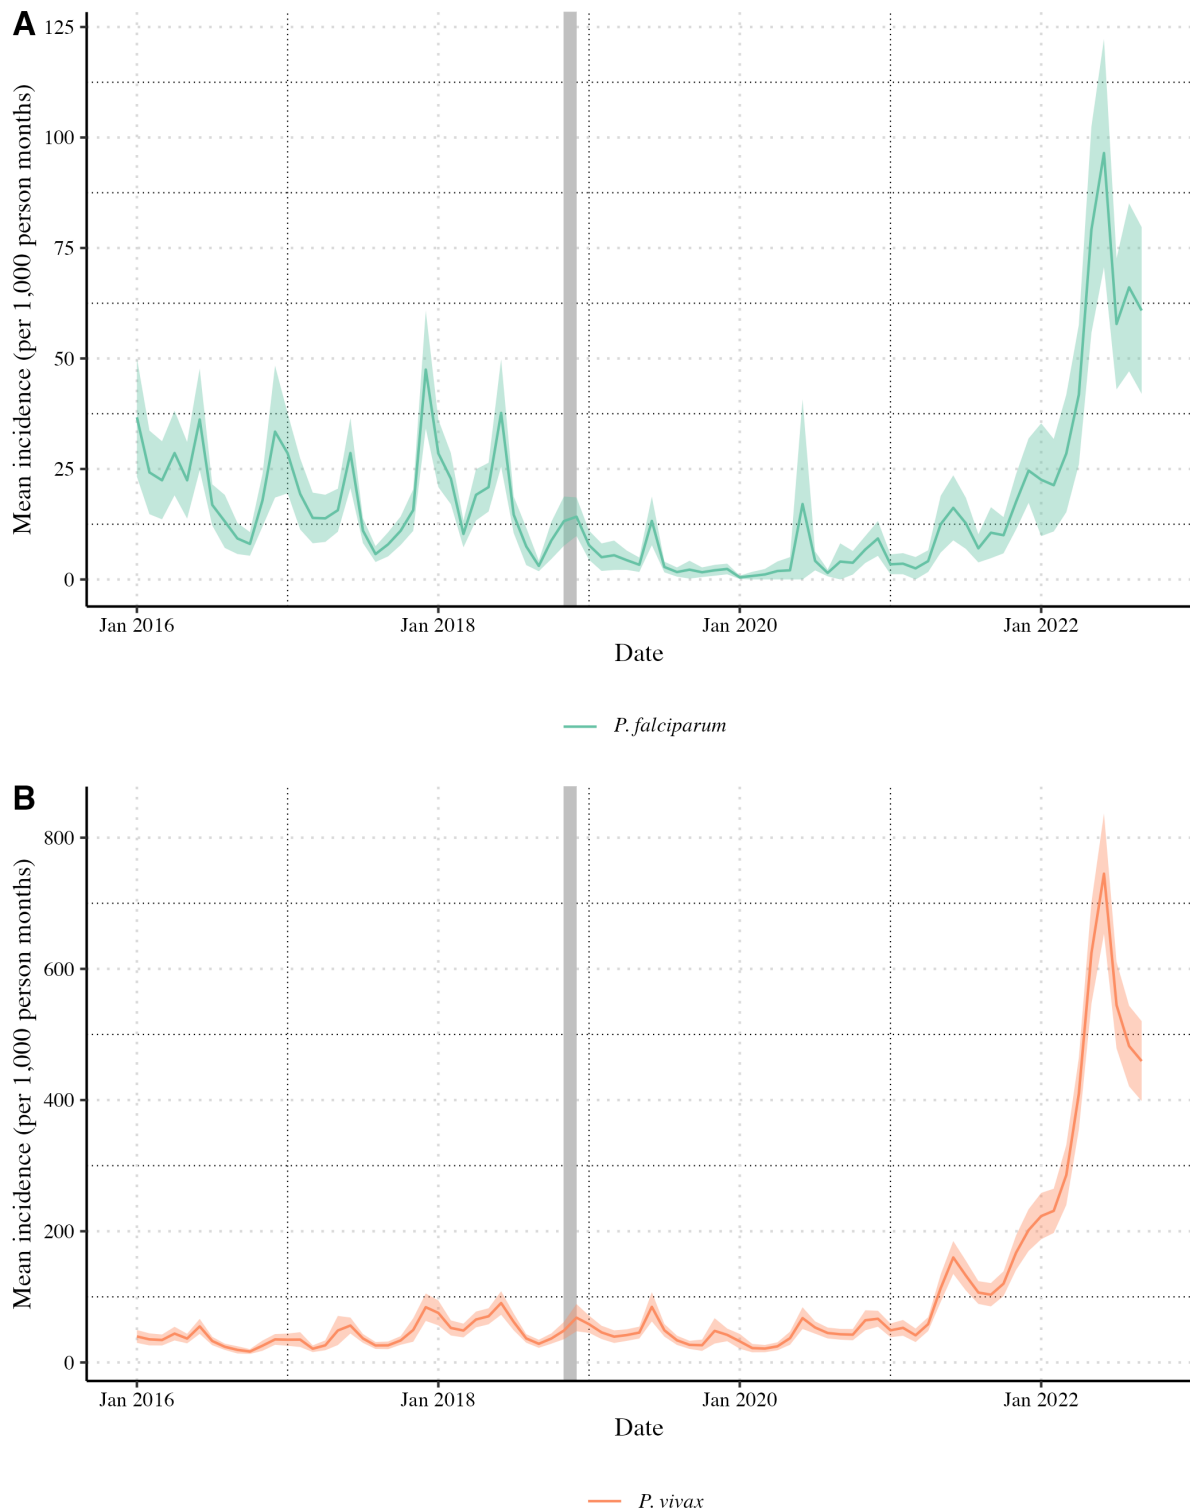 A
Mean incidence (per 1,000 person months)
125
100
75
50
25
0
Jan 2016 Jan 2018 Jan 2020 Jan 2022
Date
P. falciparum
B
Mean incidence (per 1,000 person months)
800
600
400
200
0
Jan 2016 Jan 2018 Jan 2020 Jan 2022
Date
P. vivax